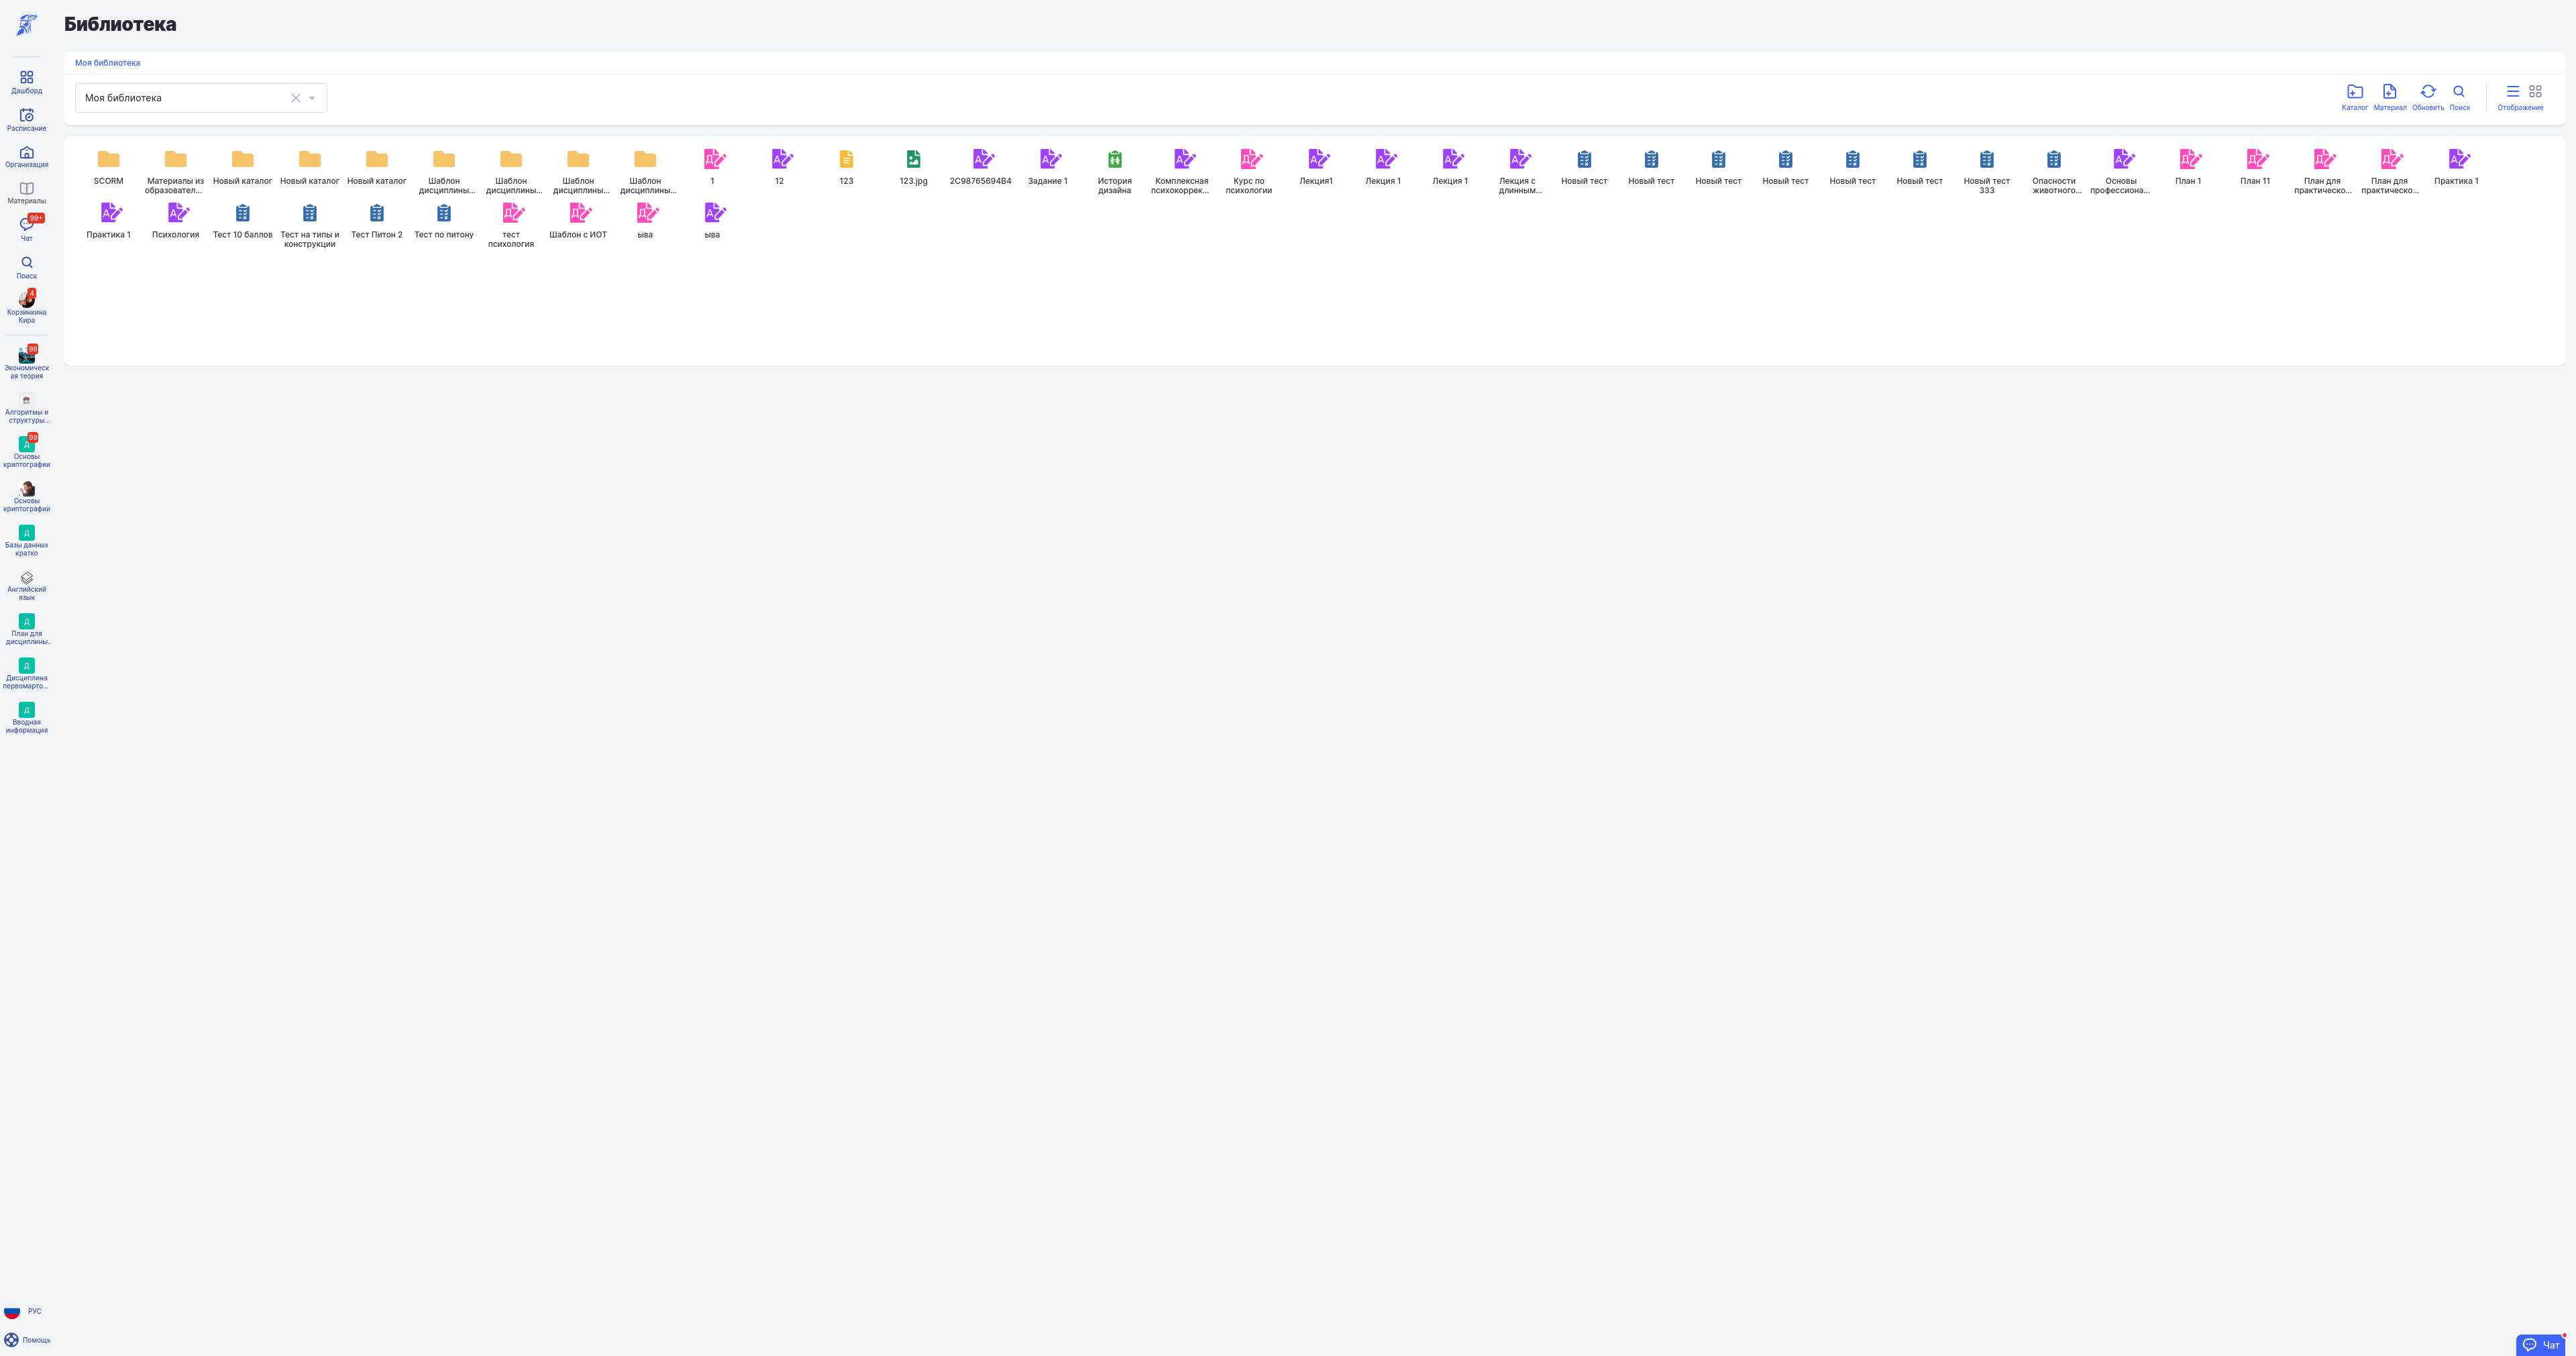 Библиотека
Моя библиотека
Моя библиотека
Каталог
Материал
Обновить
Поиск
Отображение
Дашборд
Расписание
Организация
Материалы
99+
Чат
Поиск
4
Корзинкина
Кира
98
Экономическ
ая теория
Алгоритмы и
структуры...
Д
99
Основы
криптографии
Основы
криптографии
Д
Базы данных
кратко
Английский
язык
Д
План для
дисциплины..
Д
Дисциплина
первомарто...
Д
Вводная
информация
РУС
Помощь
SCORM
Материалы из
образовател...
Новый каталог
Новый каталог
Новый каталог
Шаблон
дисциплины...
Шаблон
дисциплины...
Шаблон
дисциплины...
Шаблон
дисциплины...
1
12
123
123.jpg
2C98765694B4
Задание 1
История
дизайна
Комплексная
психокоррек...
Курс по
психологии
Лекция1
Лекция 1
Лекция 1
Лекция с
длинным...
Новый тест
Новый тест
Новый тест
Новый тест
Новый тест
Новый тест
Новый тест
333
Опасности
животного...
Основы
профессиона...
План 1
План 11
План для
практическо...
План для
практическо...
Практика 1
Практика 1
Психология
Тест 10 баллов
Тест на типы и
конструкции
Тест Питон 2
Тест по питону
тест
психология
Шаблон с ИОТ
ыва
ыва
Чат